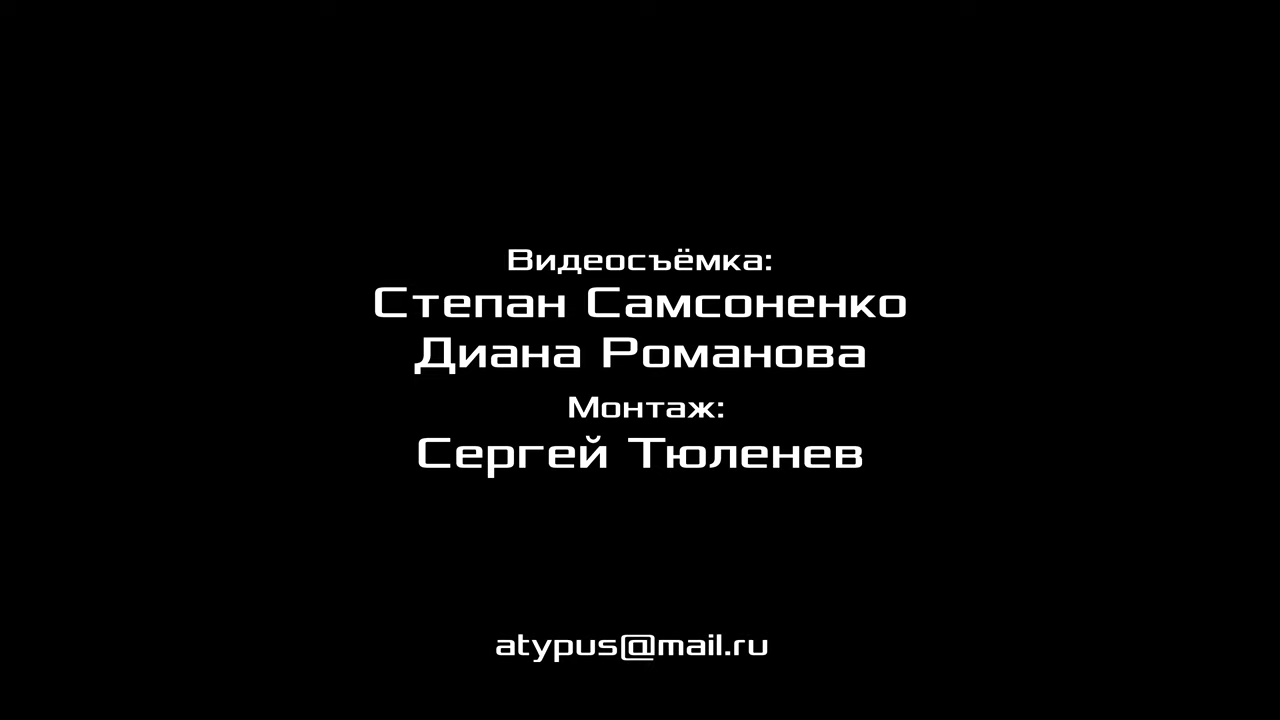 Видеосъёмка:
Степан Самсоненко
Диана Романова
Монтаж:
Сергей Тюленев
atypus@mail.ru